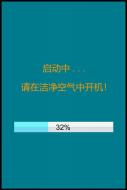 启动中 . . .
请在洁净空气中开机!
32%